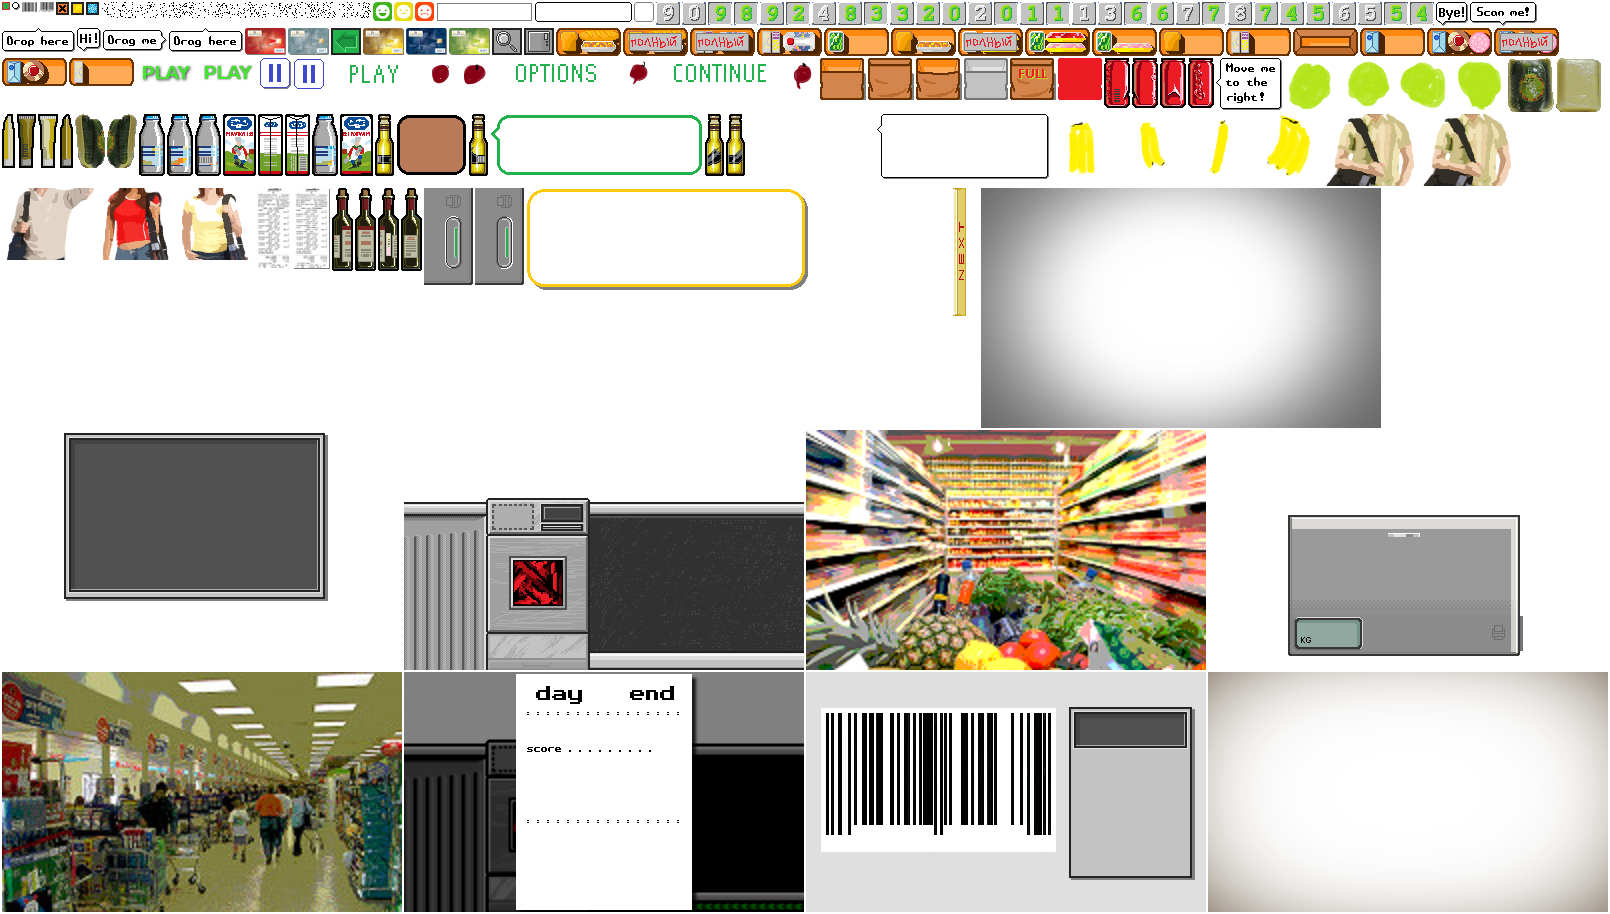 9 0 9 8 9 2 4 8 3 3 2 0 2 0 1 1 1 3 6 6 7 7 8 7 4 5 6 5 5 4 Bye! Scan me!
Drop here Hi! Drag me Drag here
ПОЛНЫЙ ПОЛНЫЙ ПОЛНЫЙ ПОЛНЫЙ
PLAY PLAY PLAY OPTIONS CONTINUE FULL
Move me
to the
right!
NEXT
KG
day end
score . . . . . . . . .